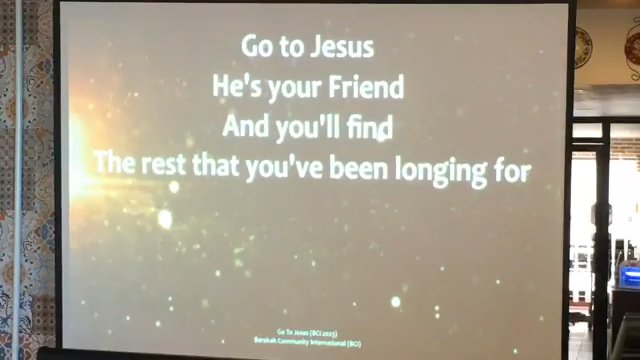 Go to Jesus
He's your Friend
And you'll find
The rest that you've been longing for
Go To Jesus (BCI 2023)
Berakah Community International (BCI)